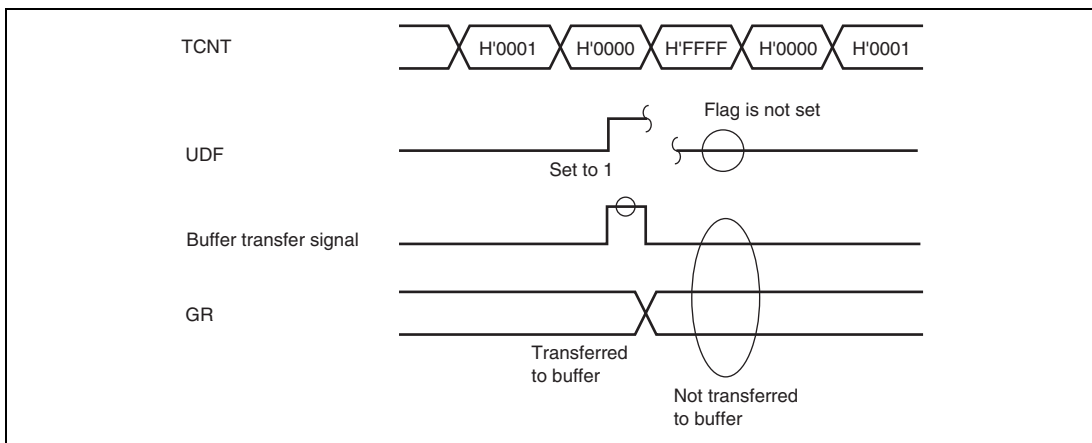 TCNT
H'0001 H'0000 H'FFFF H'0000 H'0001
Flag is not set
UDF
Set to 1
Buffer transfer signal
GR
Transferred
to buffer
Not transferred
to buffer